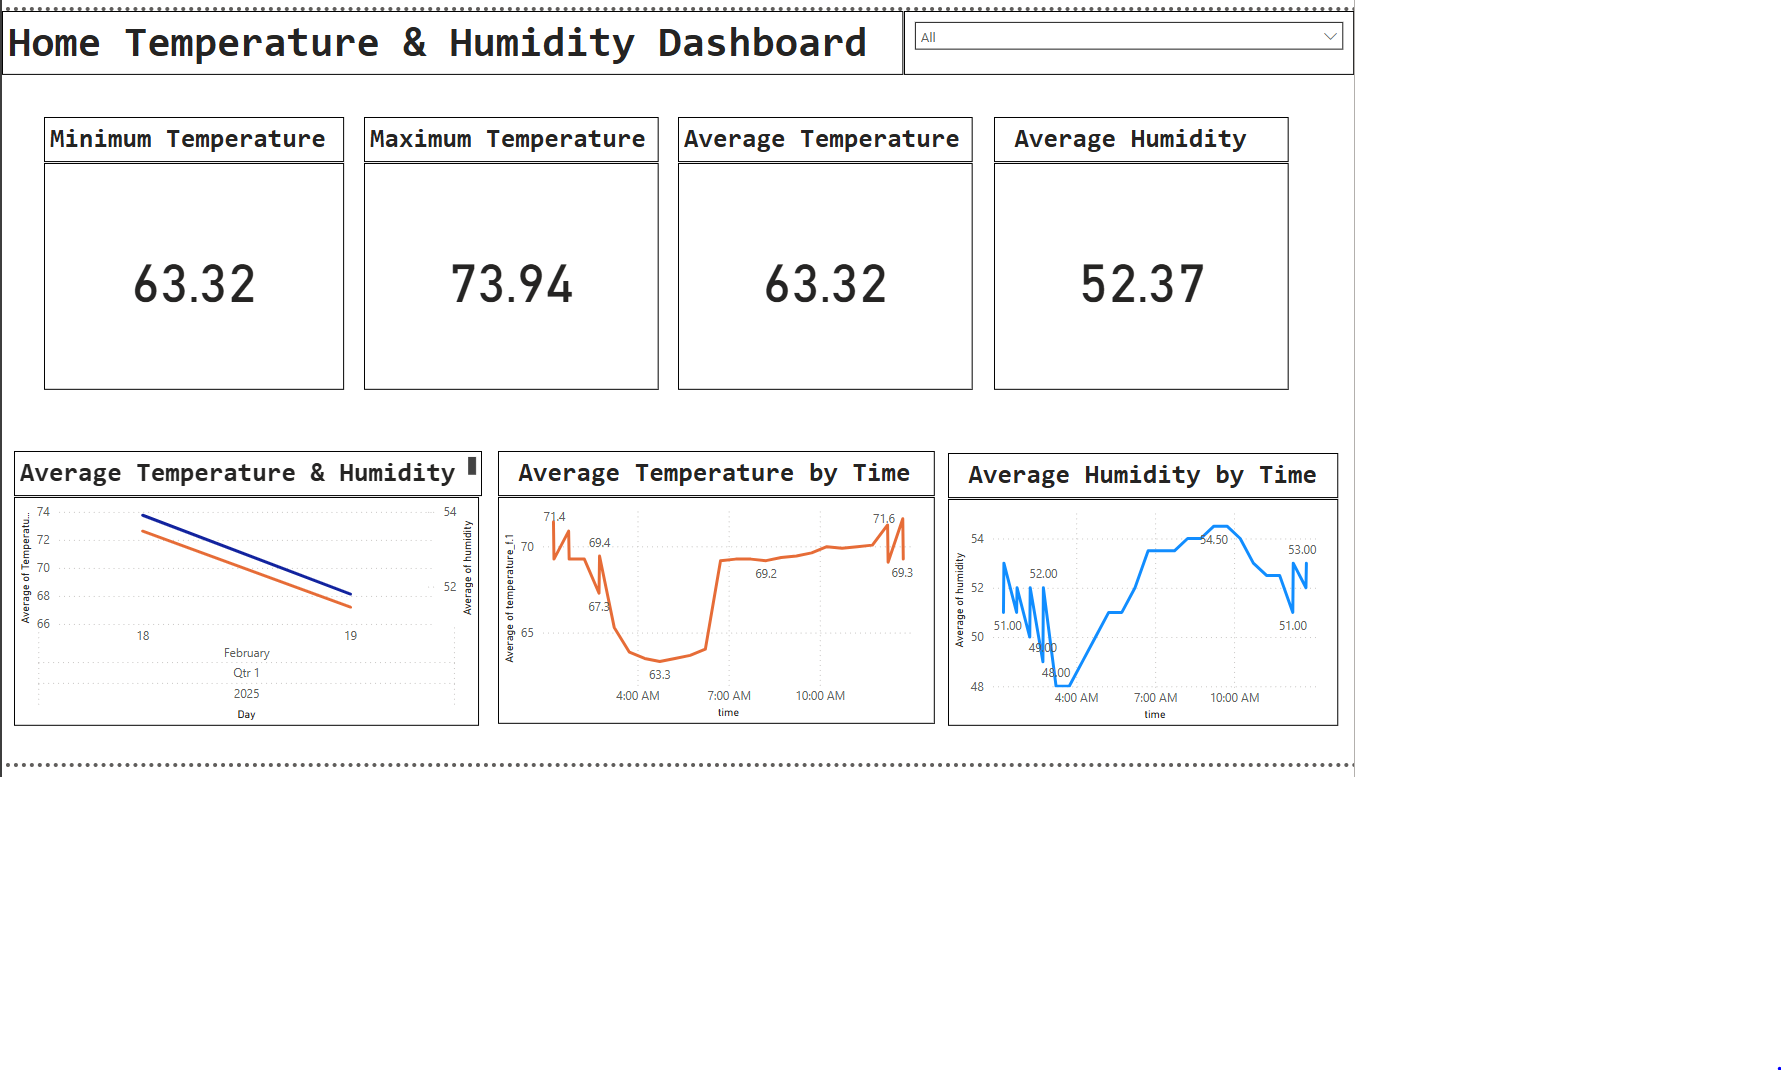 Home Temperature & Humidity Dashboard
All
Minimum Temperature
Maximum Temperature
Average Temperature
Average Humidity
63.32
73.94
63.32
52.37
Average Temperature & Humidity
Average of Temperatu...
74
72
70
68
66
54
52
Average of humidity
18
19
February
Qtr 1
2025
Day
Average Temperature by Time
Average of temperature_f.1
70
65
71.4
69.4
67.3
63.3
69.2
71.6
69.3
4:00 AM
7:00 AM
10:00 AM
time
Average Humidity by Time
Average of humidity
54
52
50
48
51.00
52.00
49.00
48.00
54.50
53.00
51.00
4:00 AM
7:00 AM
10:00 AM
time